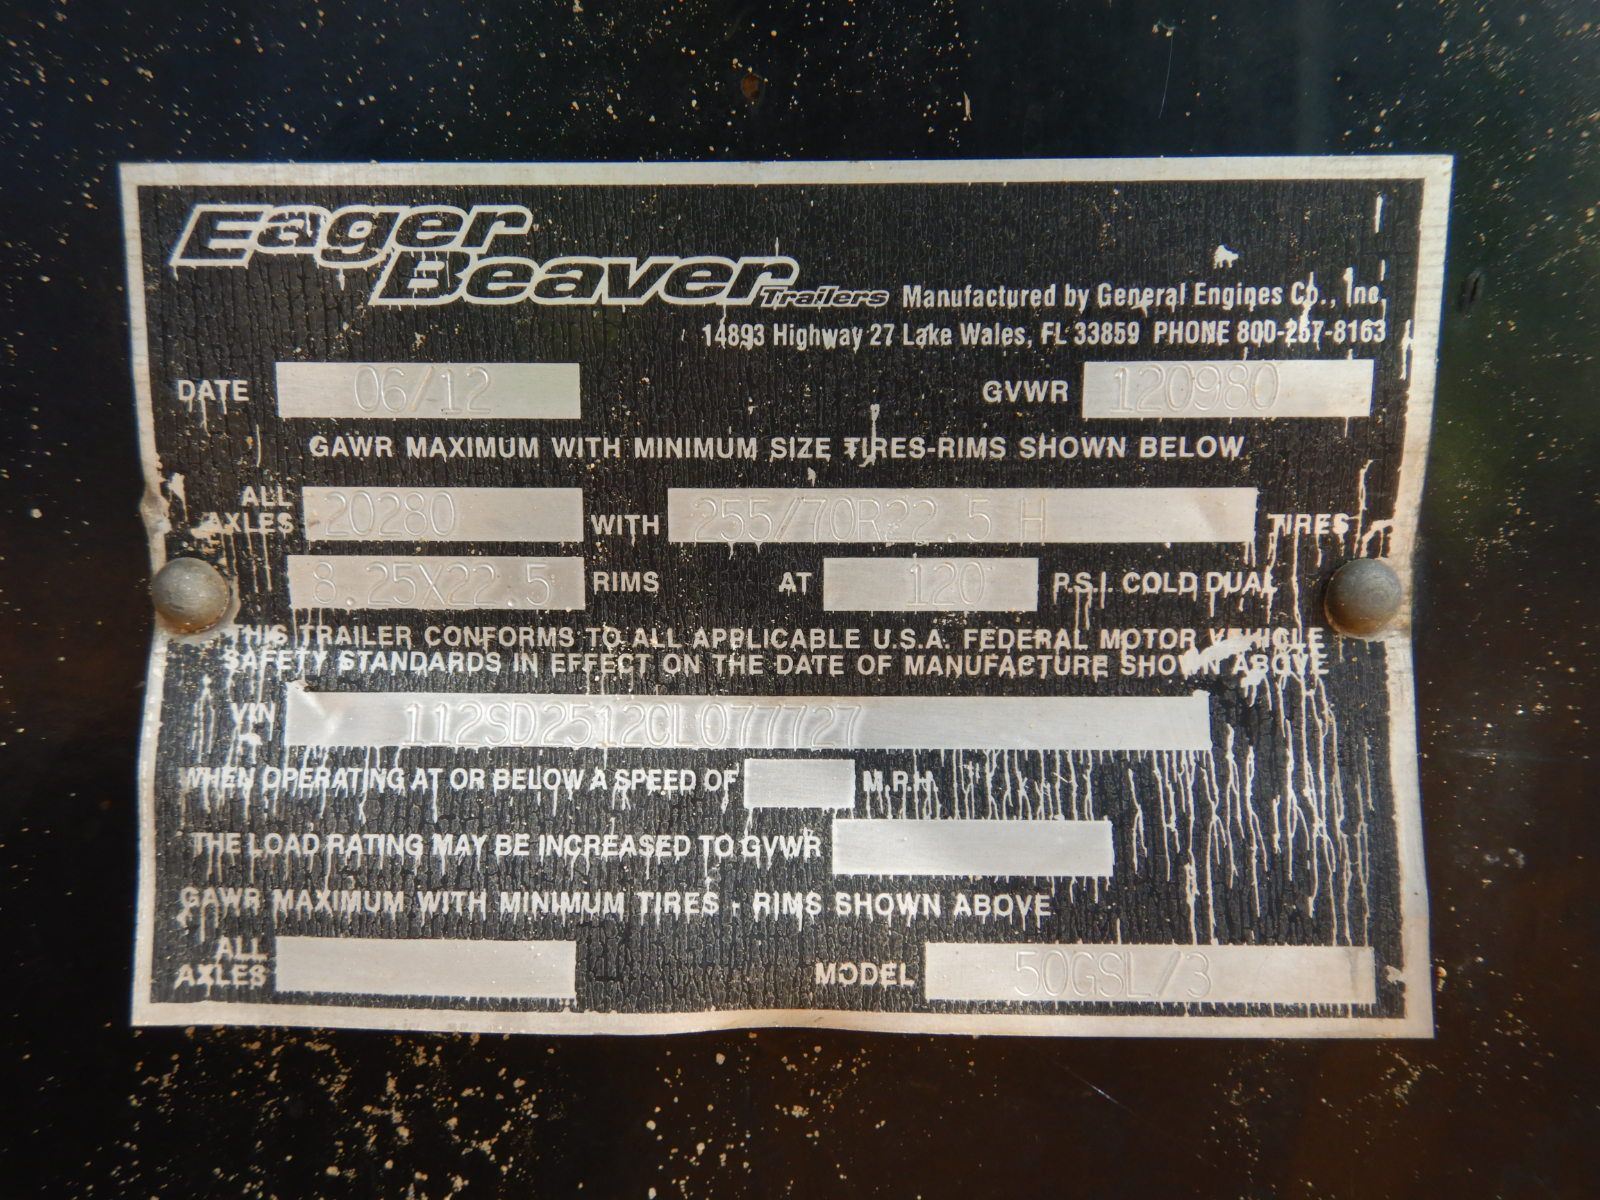 Eager
Beaver Trailers Manufactured by General Engines Co., Inc.
14893 Highway 27 Lake Wales, FL 33859 PHONE 800-257-8163
DATE 06/12 GVWR 120980
GAWR MAXIMUM WITH MINIMUM SIZE TIRES-RIMS SHOWN BELOW
ALL AXLES 20280 WITH 255/70R22.5 H TIRES
8.25X22.5 RIMS AT 120 P.S.I. COLD DUAL
THIS TRAILER CONFORMS TO ALL APPLICABLE U.S.A. FEDERAL MOTOR VEHICLE
SAFETY STANDARDS IN EFFECT ON THE DATE OF MANUFACTURE SHOWN ABOVE
VIN 112SD2512CL077727
WHEN OPERATING AT OR BELOW A SPEED OF M.P.H.
THE LOAD RATING MAY BE INCREASED TO GVWR
GAWR MAXIMUM WITH MINIMUM TIRES - RIMS SHOWN ABOVE
ALL AXLES MODEL 50GSL/3